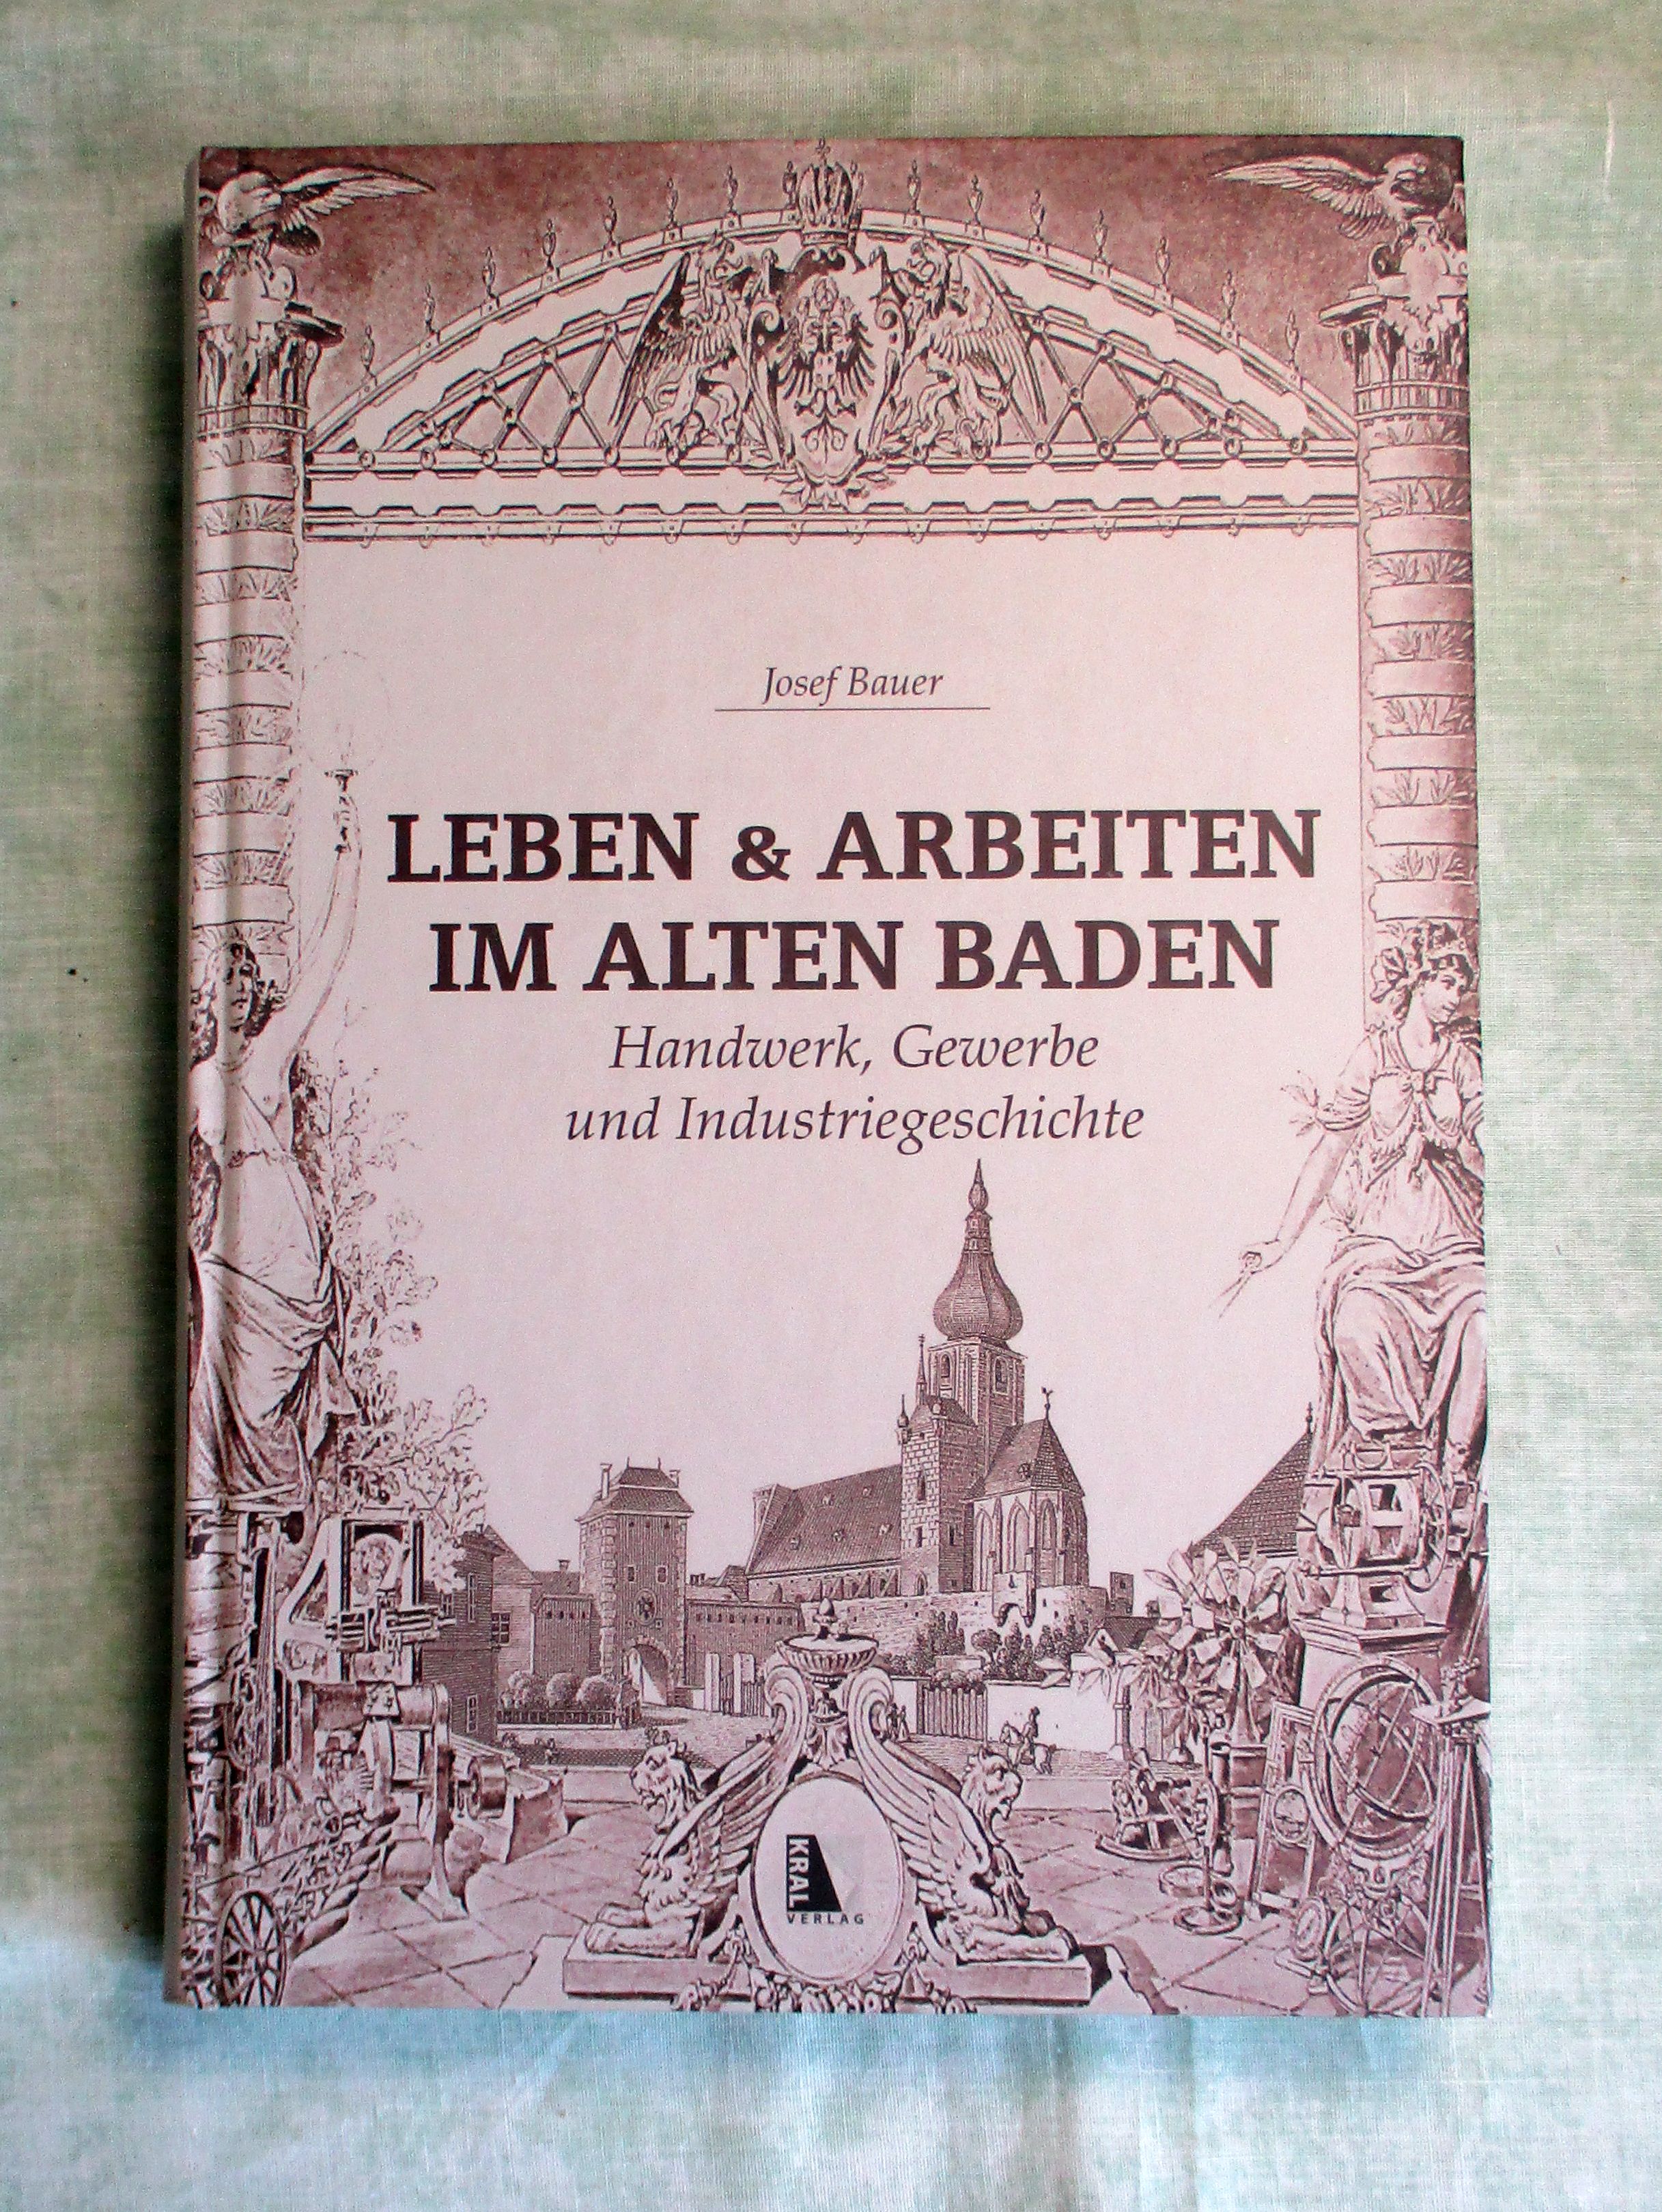 Josef Bauer
LEBEN & ARBEITEN
IM ALTEN BADEN
Handwerk, Gewerbe
und Industriegeschichte
KRAL
VERLAG